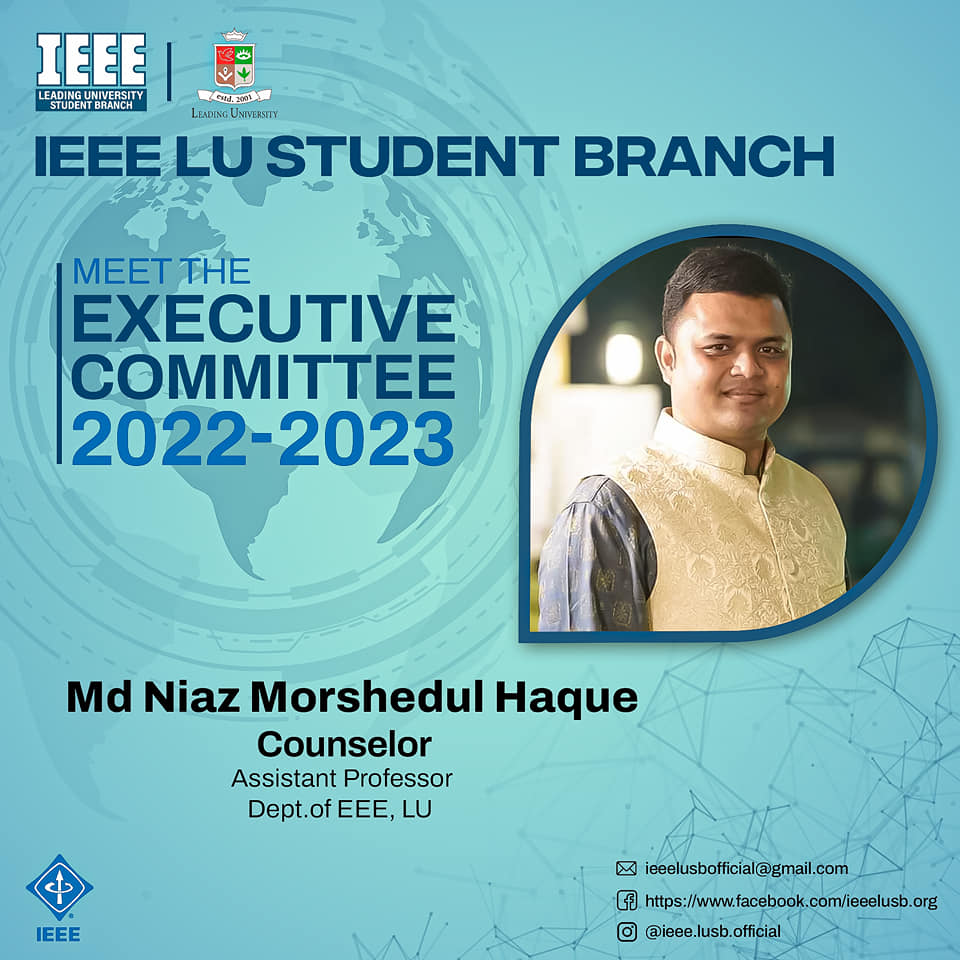 IEEE
LEADING UNIVERSITY
STUDENT BRANCH
estd. 2001
LEADING UNIVERSITY
IEEE LU STUDENT BRANCH
MEET THE
EXECUTIVE
COMMITTEE
2022-2023
Md Niaz Morshedul Haque
Counselor
Assistant Professor
Dept.of EEE, LU
ieeelusbofficial@gmail.com
https://www.facebook.com/ieeelusb.org
@ieee.lusb.official
IEEE